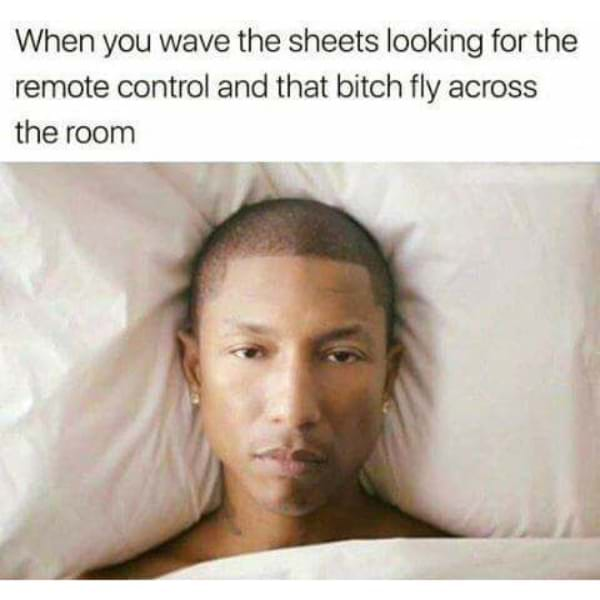 When you wave the sheets looking for the
remote control and that bitch fly across
the room